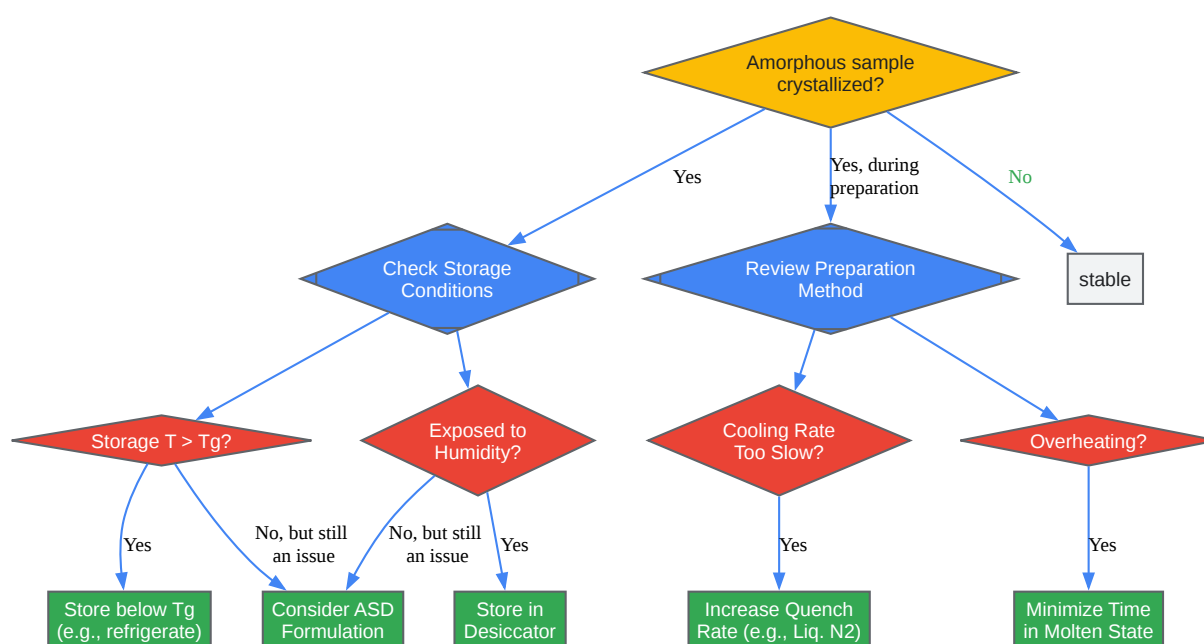 Amorphous sample
crystallized?
Yes
Yes, during
preparation
No
Check Storage
Conditions
Review Preparation
Method
stable
Storage T > Tg?
Exposed to
Humidity?
Cooling Rate
Too Slow?
Overheating?
Yes
No, but still
an issue
No, but still
an issue
Yes
Yes
Yes
Store below Tg
(e.g., refrigerate)
Consider ASD
Formulation
Store in
Desiccator
Increase Quench
Rate (e.g., Liq. N2)
Minimize Time
in Molten State